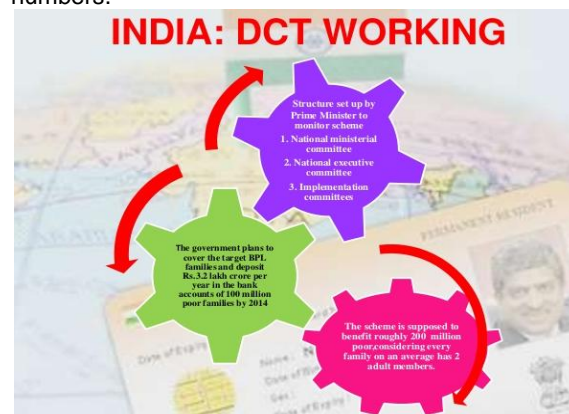 numbers.
INDIA: DCT WORKING
Structure set up by
Prime Minister to
monitor scheme
1. National ministerial
committee
2. National executive
committee
3. Implementation
committees
The government plans to
cover the target BPL
families and deposit
Rs.3.2 lakh crore per
year in the bank
accounts of 100 million
poor families by 2014
The scheme is supposed to
benefit roughly 200 million
poor,considering every
family on an average has 2
adult members.
PERMANENT RESIDENT
Date of Expiry
Name:
Date of Birth
Sex:
Date of Expiry